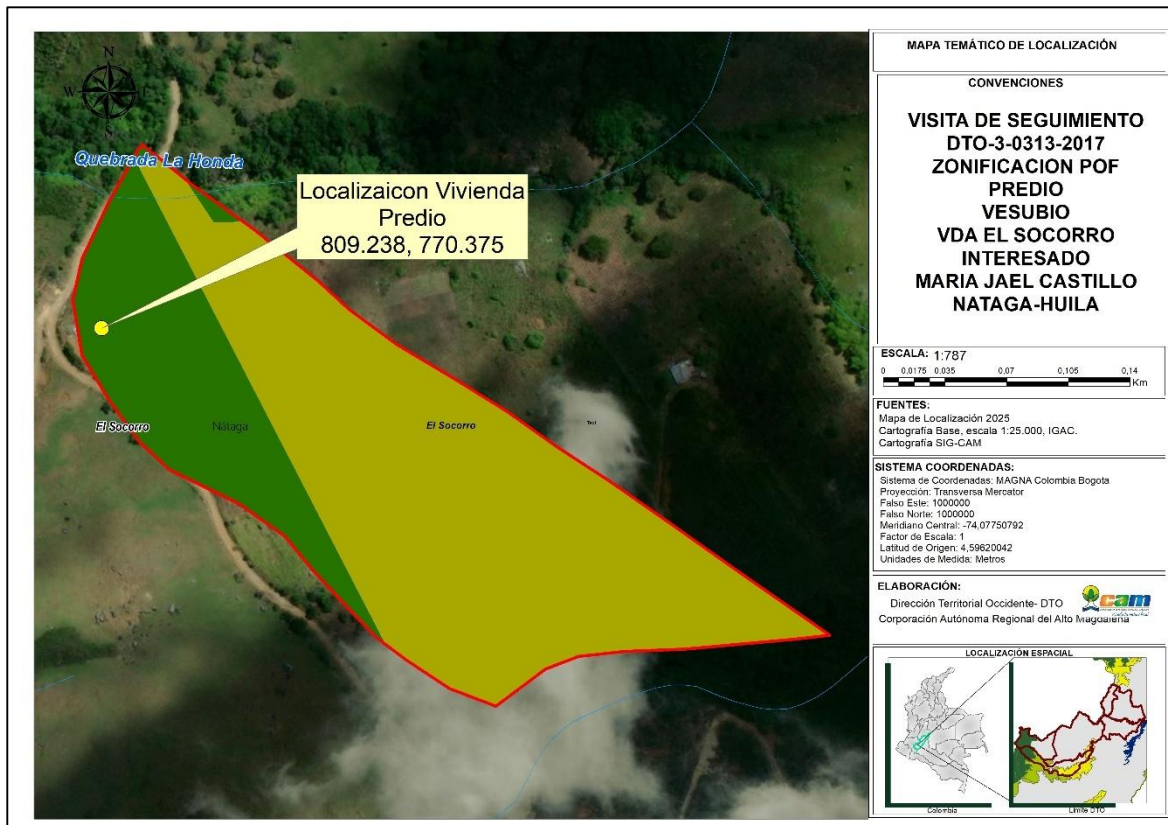 N
W
E
N
Quebrada La Honda
Localizaicon Vivienda
Predio
809.238, 770.375
El Socorro
Nátaga
El Socorro
MAPA TEMÁTICO DE LOCALIZACIÓN
CONVENCIONES
VISITA DE SEGUIMIENTO
DTO-3-0313-2017
ZONIFICACION POF
PREDIO
VESUBIO
VDA EL SOCORRO
INTERESADO
MARIA JAEL CASTILLO
NATAGA-HUILA
ESCALA: 1:787
0 0,0175 0,035 0,07 0,105 0,14
Km
FUENTES:
Mapa de Localización 2025
Cartografía Base, escala 1:25.000, IGAC.
Cartografía SIG-CAM
SISTEMA COORDENADAS:
Sistema de Coordenadas: MAGNA Colombia Bogota
Proyección: Transversa Mercator
Falso Este: 1000000
Falso Norte: 1000000
Meridiano Central: -74,07750792
Factor de Escala: 1
Latitud de Origen: 4,59620042
Unidades de Medida: Metros
ELABORACIÓN:
Dirección Territorial Occidente- DTO
cam
Corporación Autónoma Regional del Alto Magdalena
LOCALIZACIÓN ESPACIAL
Colombia
Límite DTO